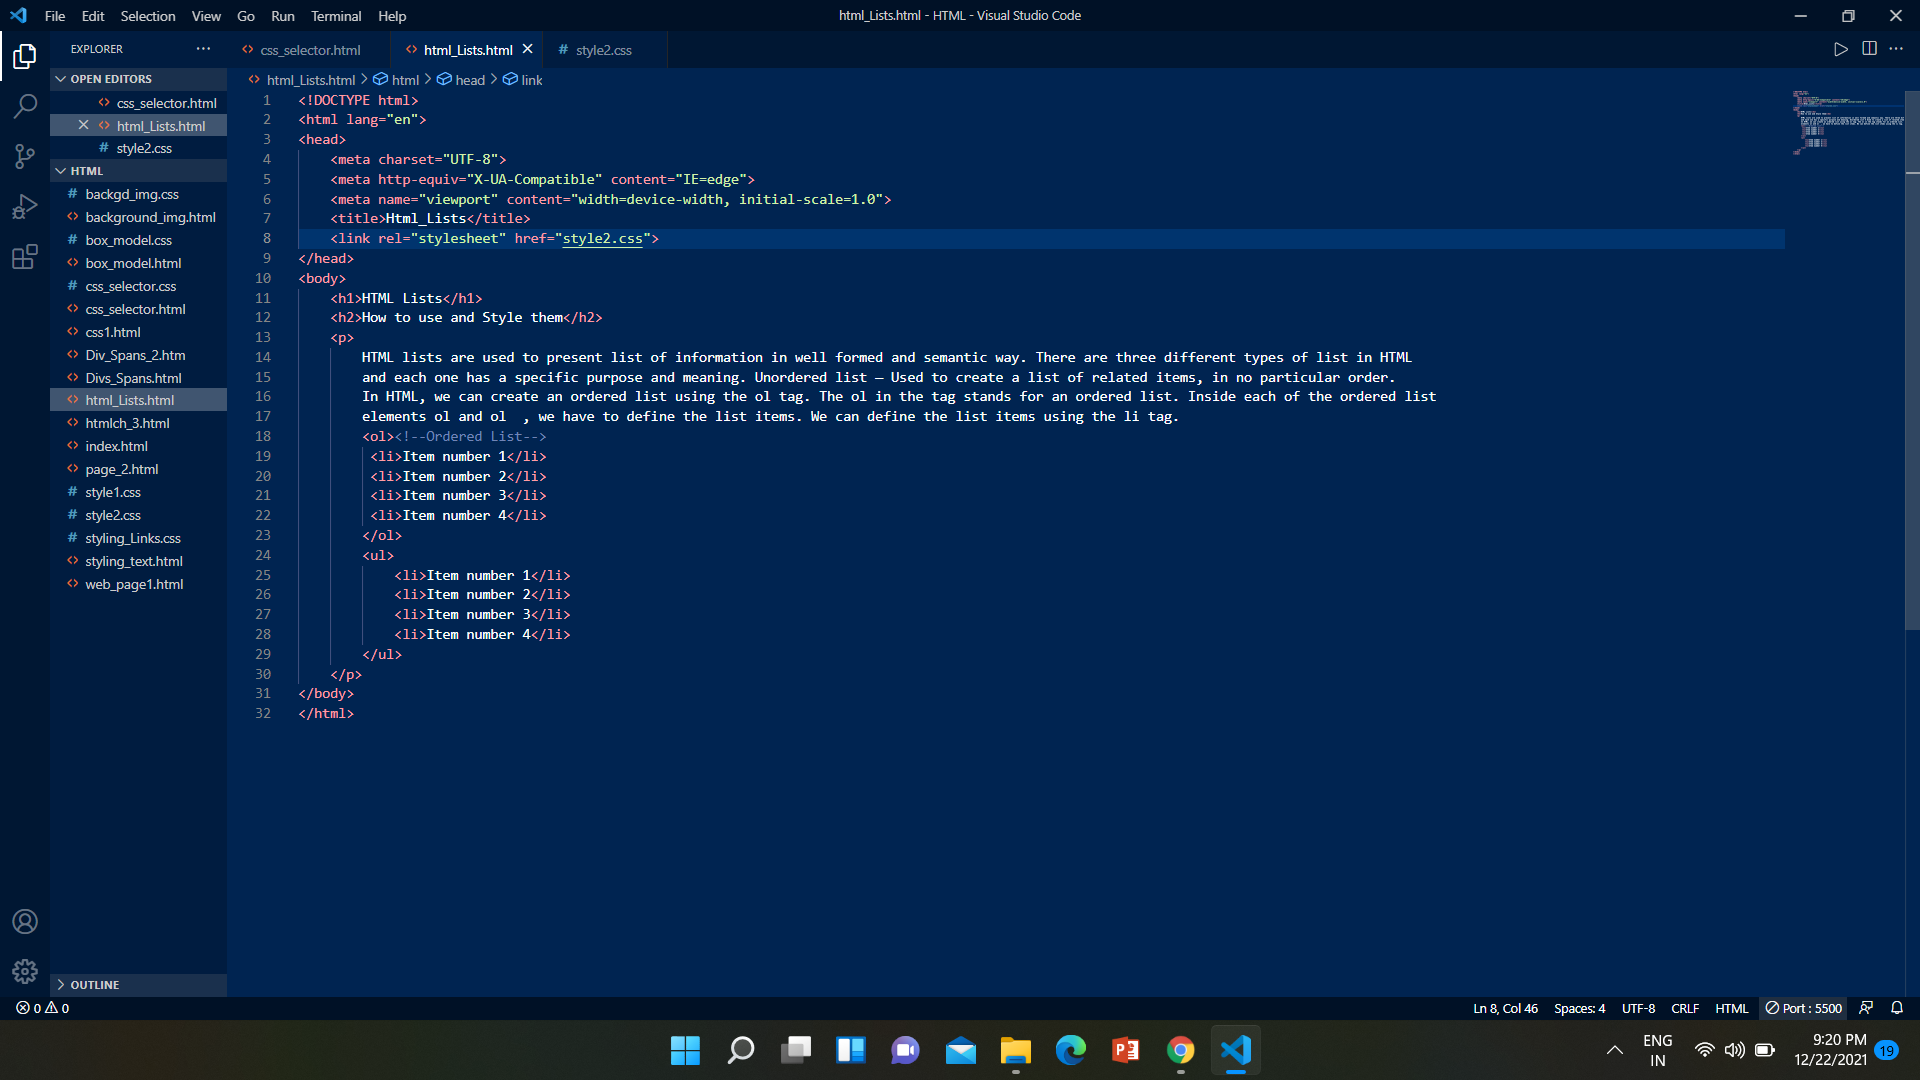 File Edit Selection View Go Run Terminal Help
html_Lists.html - HTML - Visual Studio Code
EXPLORER
css_selector.html
html_Lists.html
style2.css
OPEN EDITORS
css_selector.html
html_Lists.html
style2.css
HTML
backgd_img.css
background_img.html
box_model.css
box_model.html
css_selector.css
css_selector.html
css1.html
Div_Spans_2.htm
Divs_Spans.html
html_Lists.html
htmlch_3.html
index.html
page_2.html
style1.css
style2.css
styling_Links.css
styling_text.html
web_page1.html
OUTLINE
html_Lists.html > html > head > link
1 <!DOCTYPE html>
2 <html lang="en">
3 <head>
4 <meta charset="UTF-8">
5 <meta http-equiv="X-UA-Compatible" content="IE=edge">
6 <meta name="viewport" content="width=device-width, initial-scale=1.0">
7 <title>Html_Lists</title>
8 <link rel="stylesheet" href="style2.css">
9 </head>
10 <body>
11 <h1>HTML Lists</h1>
12 <h2>How to use and Style them</h2>
13 <p>
14 HTML lists are used to present list of information in well formed and semantic way. There are three different types of list in HTML
15 and each one has a specific purpose and meaning. Unordered list — Used to create a list of related items, in no particular order.
16 In HTML, we can create an ordered list using the ol tag. The ol in the tag stands for an ordered list. Inside each of the ordered list
17 elements ol and ol  , we have to define the list items. We can define the list items using the li tag.
18 <ol><!--Ordered List-->
19 <li>Item number 1</li>
20 <li>Item number 2</li>
21 <li>Item number 3</li>
22 <li>Item number 4</li>
23 </ol>
24 <ul>
25 <li>Item number 1</li>
26 <li>Item number 2</li>
27 <li>Item number 3</li>
28 <li>Item number 4</li>
29 </ul>
30 </p>
31 </body>
32 </html>
0 0
Ln 8, Col 46 Spaces: 4 UTF-8 CRLF HTML Port : 5500
ENG
IN
9:20 PM
12/22/2021
19